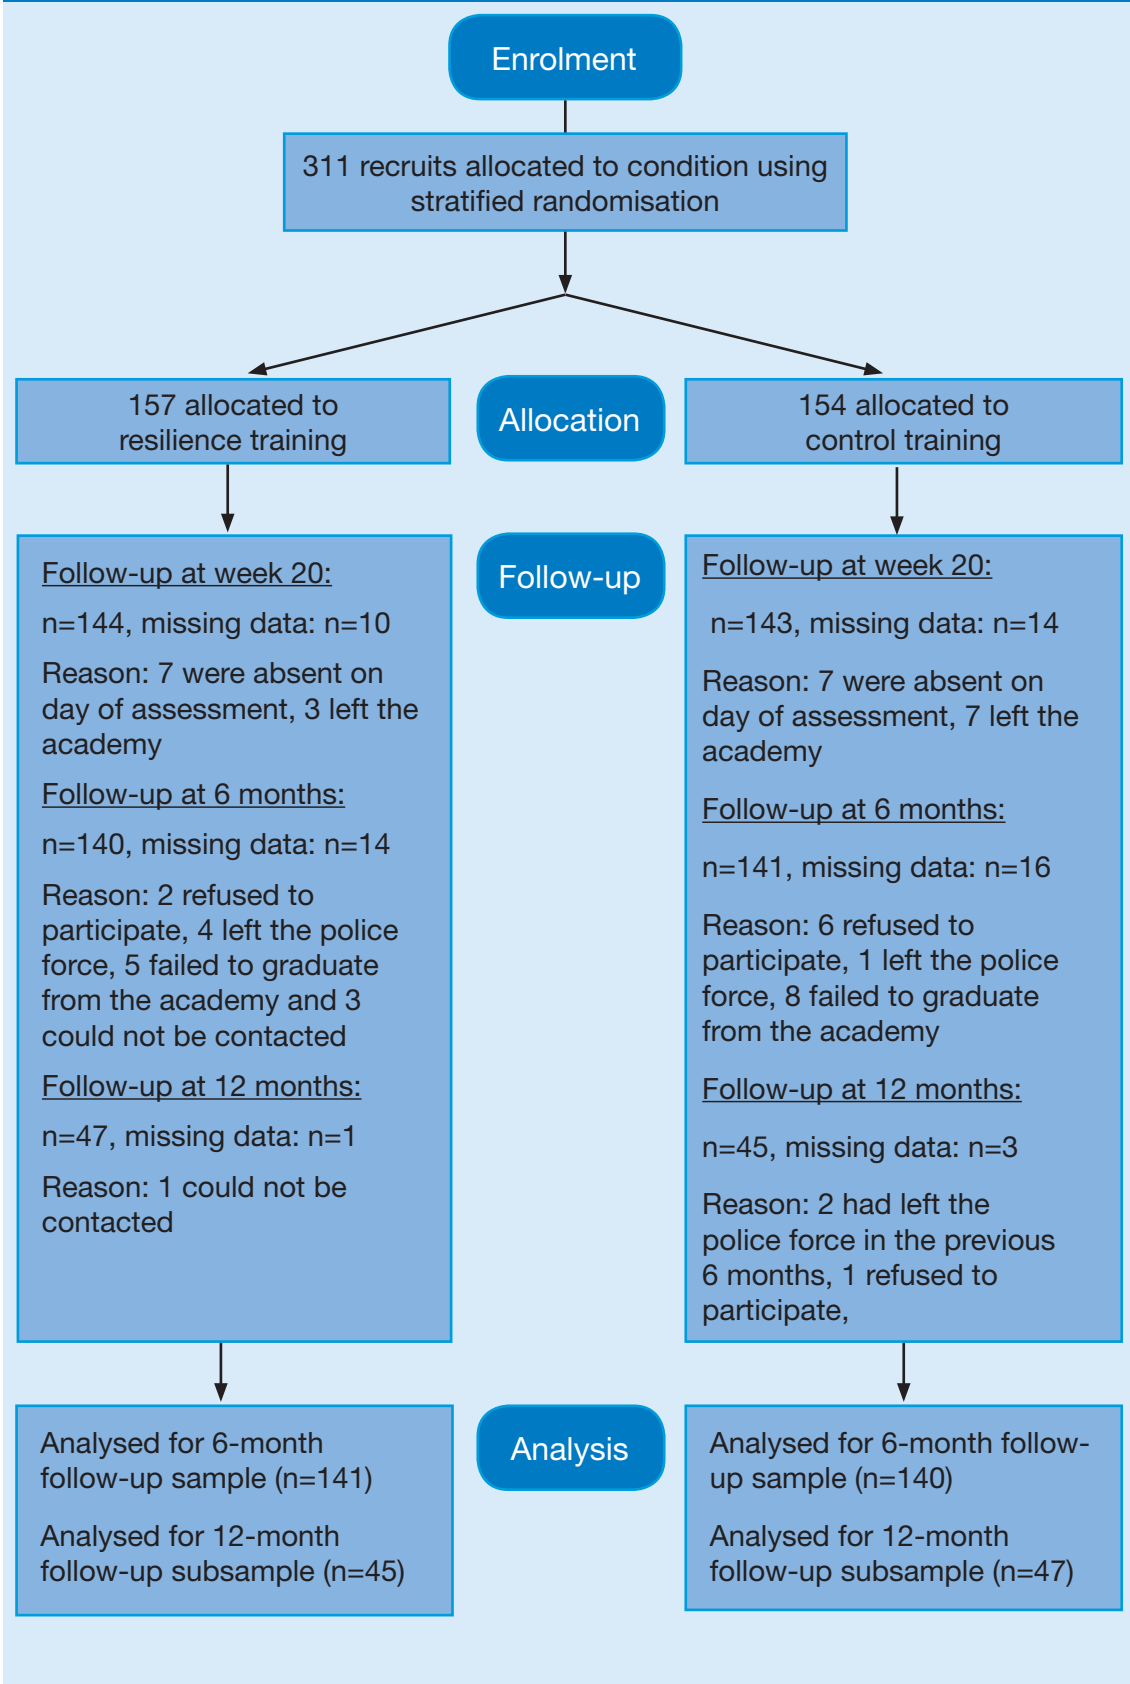 Enrolment
311 recruits allocated to condition using
stratified randomisation
157 allocated to
resilience training
Allocation
154 allocated to
control training
Follow-up
Follow-up at week 20:
n=144, missing data: n=10
Reason: 7 were absent on
day of assessment, 3 left the
academy
Follow-up at 6 months:
n=140, missing data: n=14
Reason: 2 refused to
participate, 4 left the police
force, 5 failed to graduate
from the academy and 3
could not be contacted
Follow-up at 12 months:
n=47, missing data: n=1
Reason: 1 could not be
contacted
Follow-up at week 20:
n=143, missing data: n=14
Reason: 7 were absent on
day of assessment, 7 left the
academy
Follow-up at 6 months:
n=141, missing data: n=16
Reason: 6 refused to
participate, 1 left the police
force, 8 failed to graduate
from the academy
Follow-up at 12 months:
n=45, missing data: n=3
Reason: 2 had left the
police force in the previous
6 months, 1 refused to
participate,
Analysed for 6-month
follow-up sample (n=141)
Analysed for 12-month
follow-up subsample (n=45)
Analysis
Analysed for 6-month follow-
up sample (n=140)
Analysed for 12-month
follow-up subsample (n=47)